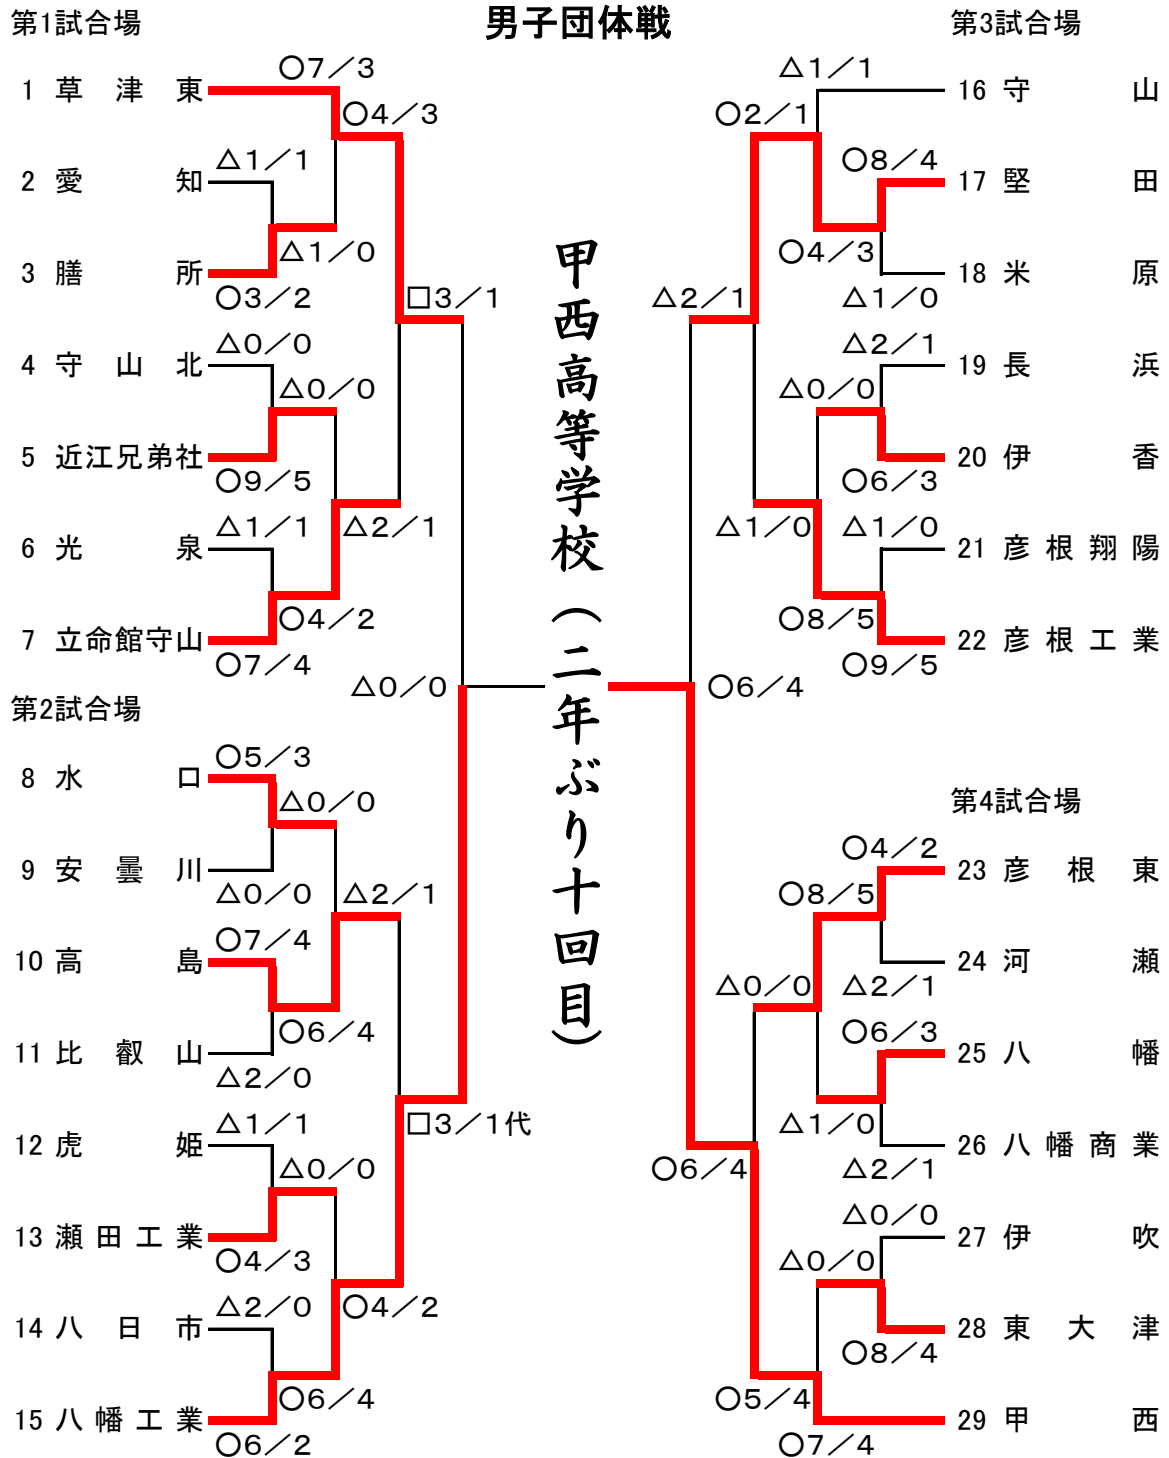 男子団体戦
第1試合場
○7／3
1 草津東
○4／3
△1／1
2 愛知
△1／0
3 膳所
○3／2
□3／1
△0／0
4 守山北
△0／0
5 近江兄弟社
○9／5
△1／1
△2／1
6 光泉
○4／2
7 立命館守山
○7／4
△0／0
第2試合場
○5／3
8 水口
△0／0
9 安曇川
△0／0
△2／1
○7／4
10 高島
○6／4
11 比叡山
△2／0
△1／1
□3／1代
12 虎姫
△0／0
13 瀬田工業
○4／3
△2／0
○4／2
14 八日市
○6／4
15 八幡工業
○6／2
甲西高等学校（二年ぶり十回目）
第3試合場
△1／1
16 守山
○2／1
○8／4
17 堅田
○4／3
18 米原
△1／0
△2／1
△2／1
19 長浜
△0／0
20 伊香
○6／3
△1／0
△1／0
21 彦根翔陽
○8／5
22 彦根工業
○9／5
○6／4
第4試合場
○4／2
23 彦根東
○8／5
24 河瀬
△2／1
△0／0
○6／3
25 八幡
△1／0
26 八幡商業
△2／1
○6／4
△0／0
27 伊吹
△0／0
28 東大津
○8／4
○5／4
29 甲西
○7／4